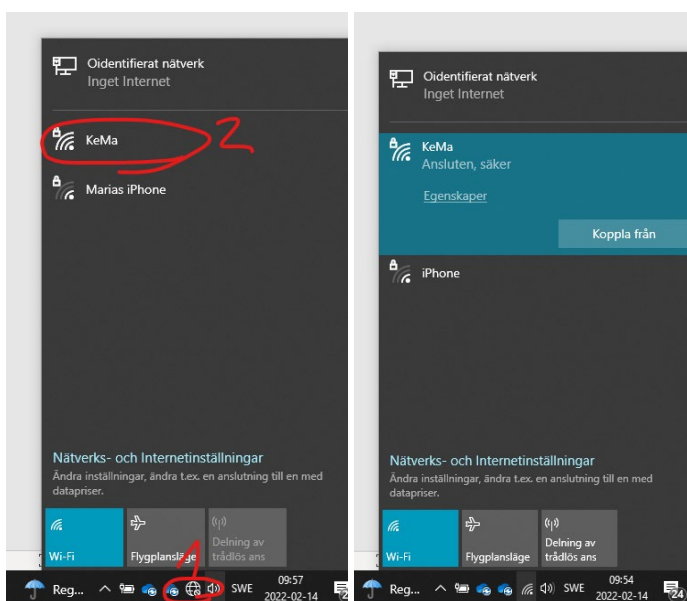 Oidentifierat nätverk
Inget Internet
KeMa
2
Marias iPhone
Nätverks- och Internetinställningar
Ändra inställningar, ändra t.ex. en anslutning till en med
datapriser.
Wi-Fi
Flygplansläge
Delning av
trådlös ans
1
Reg...
SWE
09:57
2022-02-14
2
Oidentifierat nätverk
Inget Internet
KeMa
Ansluten, säker
Egenskaper
Koppla från
iPhone
Nätverks- och Internetinställningar
Ändra inställningar, ändra t.ex. en anslutning till en med
datapriser.
Wi-Fi
Flygplansläge
Delning av
trådlös ans
Reg...
SWE
09:54
2022-02-14
24